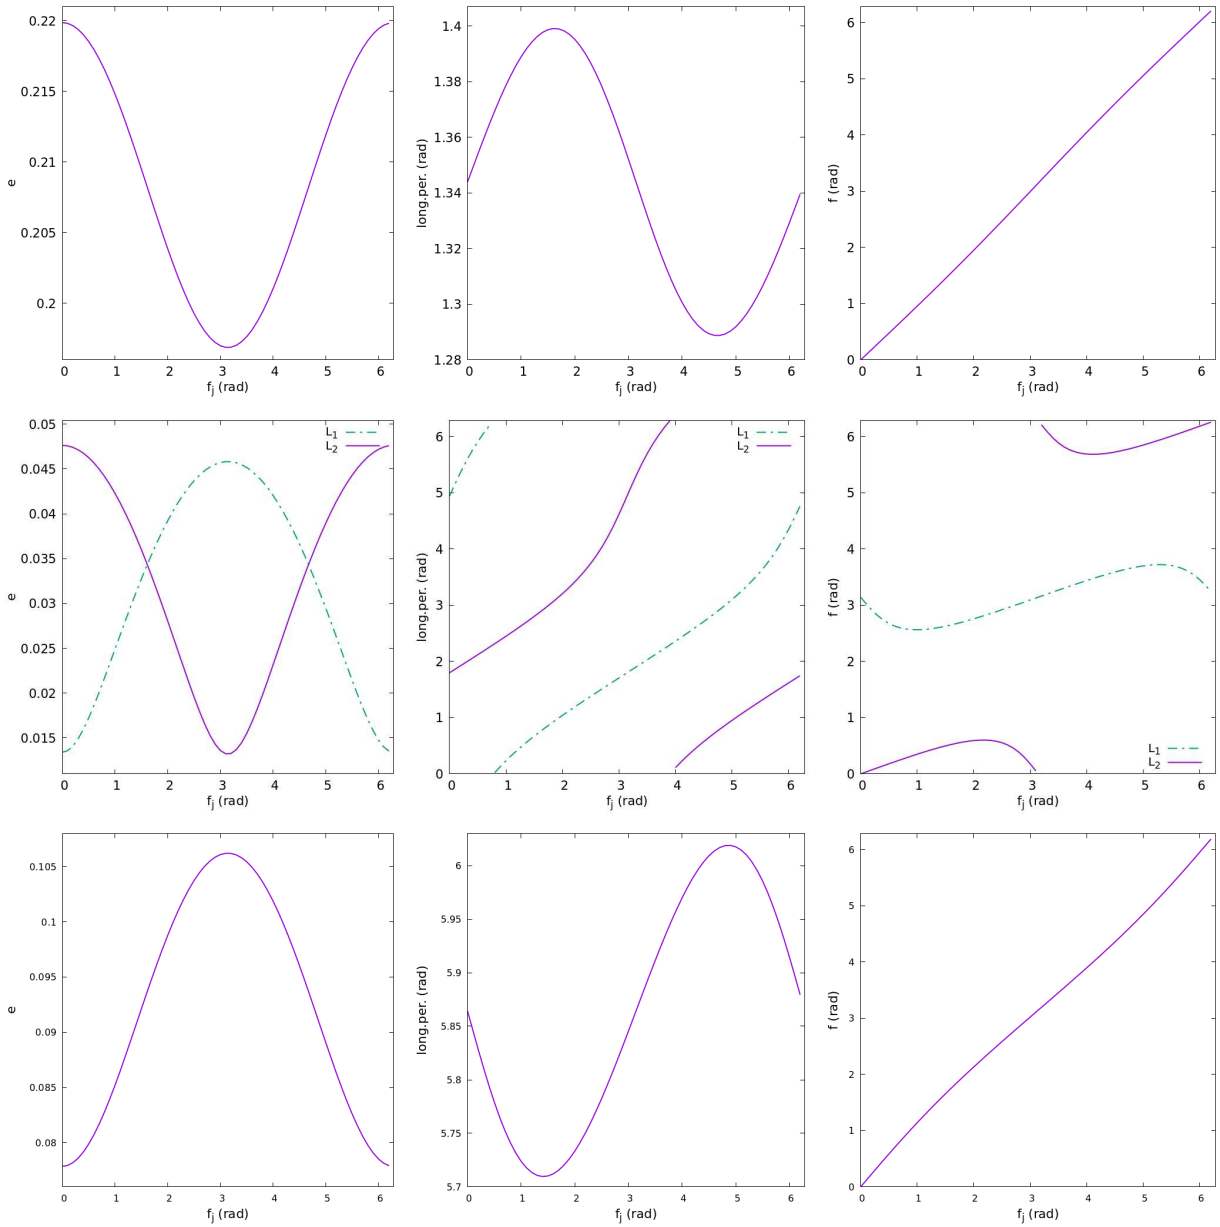 0.22
0.215
0.21
0.205
0.2
e
0 1 2 3 4 5 6
f_j (rad)
1.4
1.38
1.36
1.34
1.32
1.3
1.28
long.per. (rad)
0 1 2 3 4 5 6
f_j (rad)
6
5
4
3
2
1
0
f (rad)
0 1 2 3 4 5 6
f_j (rad)
0.05
0.045
0.04
0.035
0.03
0.025
0.02
0.015
e
L_1
L_2
0 1 2 3 4 5 6
f_j (rad)
6
5
4
3
2
1
0
long.per. (rad)
L_1
L_2
0 1 2 3 4 5 6
f_j (rad)
6
5
4
3
2
1
0
f (rad)
L_1
L_2
0 1 2 3 4 5 6
f_j (rad)
0.105
0.1
0.095
0.09
0.085
0.08
e
0 1 2 3 4 5 6
f_j (rad)
6
5.95
5.9
5.85
5.8
5.75
5.7
long.per. (rad)
0 1 2 3 4 5 6
f_j (rad)
6
5
4
3
2
1
0
f (rad)
0 1 2 3 4 5 6
f_j (rad)